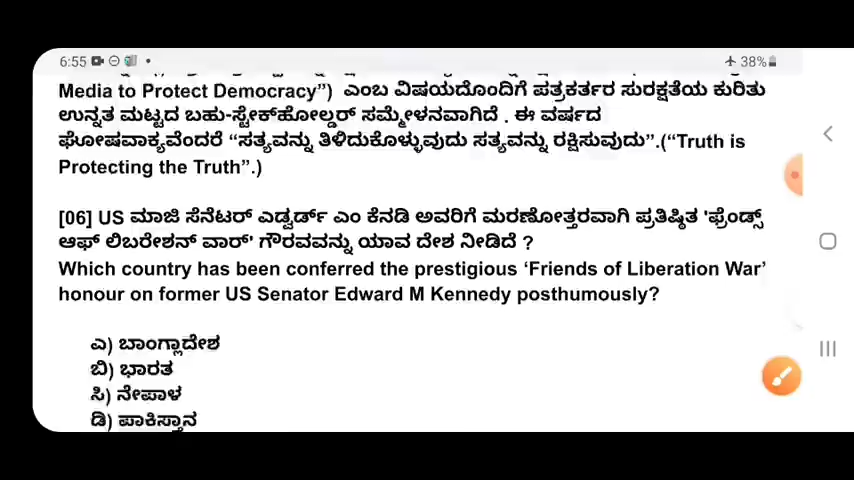 6:55
38%
Media to Protect Democracy”) ಎಂಬ ವಿಷಯದೊಂದಿಗೆ ಪತ್ರಕರ್ತರ ಸುರಕ್ಷತೆಯ ಕುರಿತು
ಉನ್ನತ ಮಟ್ಟದ ಬಹು-ಸ್ಟೇಕ್‌ಹೋಲ್ಡರ್ ಸಮ್ಮೇಳನವಾಗಿದೆ . ಈ ವರ್ಷದ
ಘೋಷವಾಕ್ಯವೆಂದರೆ “ಸತ್ಯವನ್ನು ತಿಳಿದುಕೊಳ್ಳುವುದು ಸತ್ಯವನ್ನು ರಕ್ಷಿಸುವುದು”.(“Truth is
Protecting the Truth”.)
[06] US ಮಾಜಿ ಸೆನೆಟರ್ ಎಡ್ವರ್ಡ್ ಎಂ ಕೆನಡಿ ಅವರಿಗೆ ಮರಣೋತ್ತರವಾಗಿ ಪ್ರತಿಷ್ಠಿತ 'ಫ್ರೆಂಡ್ಸ್
ಆಫ್ ಲಿಬರೇಶನ್ ವಾರ್' ಗೌರವವನ್ನು ಯಾವ ದೇಶ ನೀಡಿದೆ ?
Which country has been conferred the prestigious ‘Friends of Liberation War’
honour on former US Senator Edward M Kennedy posthumously?
ಎ) ಬಾಂಗ್ಲಾದೇಶ
ಬಿ) ಭಾರತ
ಸಿ) ನೇಪಾಳ
ಡಿ) ಪಾಕಿಸ್ತಾನ